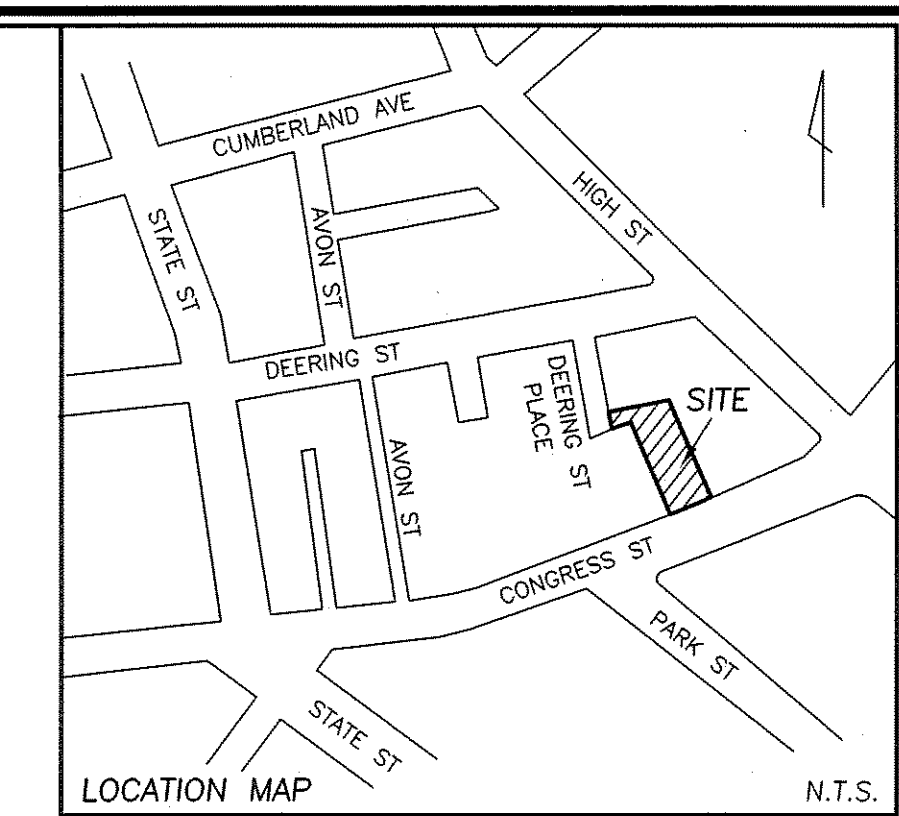 CUMBERLAND AVE
HIGH ST
STATE ST
AVON ST
DEERING ST
DEERING ST
PLACE
SITE
AVON ST
CONGRESS ST
PARK ST
STATE ST
LOCATION MAP
N.T.S.